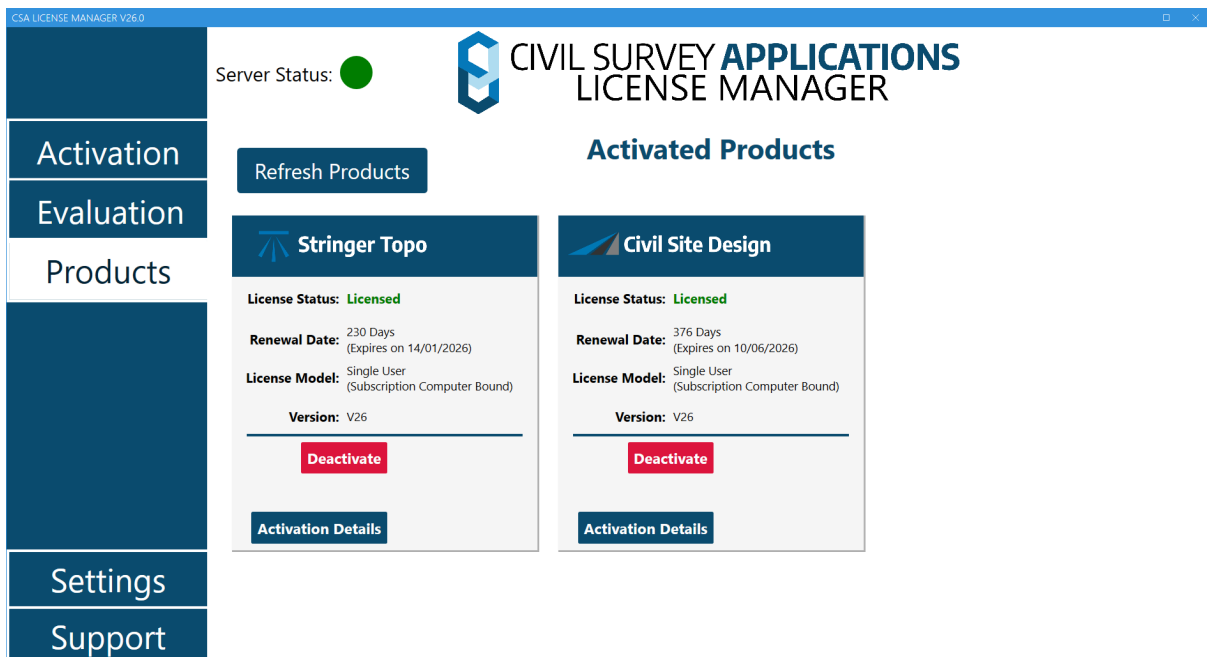 CSA LICENSE MANAGER V26.0
Server Status:
CIVIL SURVEY APPLICATIONS
LICENSE MANAGER
Activation
Evaluation
Products
Settings
Support
Refresh Products
Activated Products
Stringer Topo
License Status: Licensed
Renewal Date: 230 Days
(Expires on 14/01/2026)
License Model: Single User
(Subscription Computer Bound)
Version: V26
Deactivate
Activation Details
Civil Site Design
License Status: Licensed
Renewal Date: 376 Days
(Expires on 10/06/2026)
License Model: Single User
(Subscription Computer Bound)
Version: V26
Deactivate
Activation Details